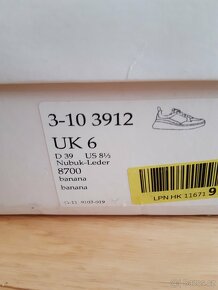 3-10 3912
UK 6
D 39 US 8½
Nubuk-Leder
8700
banana
banana
LPN HK 11671 9